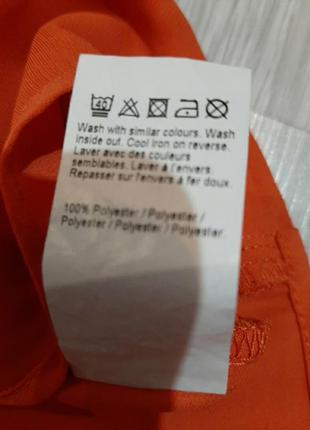 40
Wash with similar colours. Wash
inside out. Cool iron on reverse.
Laver avec des couleurs
semblables. Laver à l'envers.
Repasser sur l'envers à fer doux.
100% Polyester / Polyester /
Polyester / Polyester / Polyester.